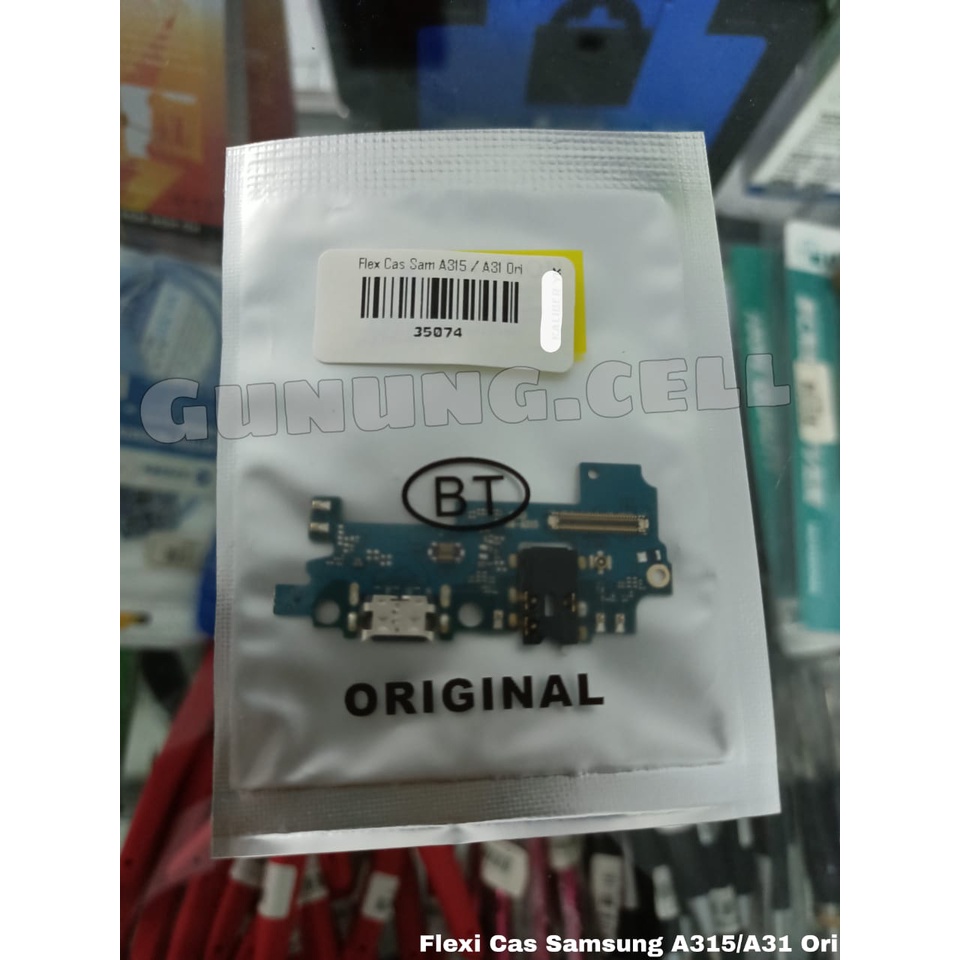 Flex Cas Sam A315 / A31 Ori
35074
GUNUNG.CELL
BT
ORIGINAL
Flexi Cas Samsung A315/A31 Ori